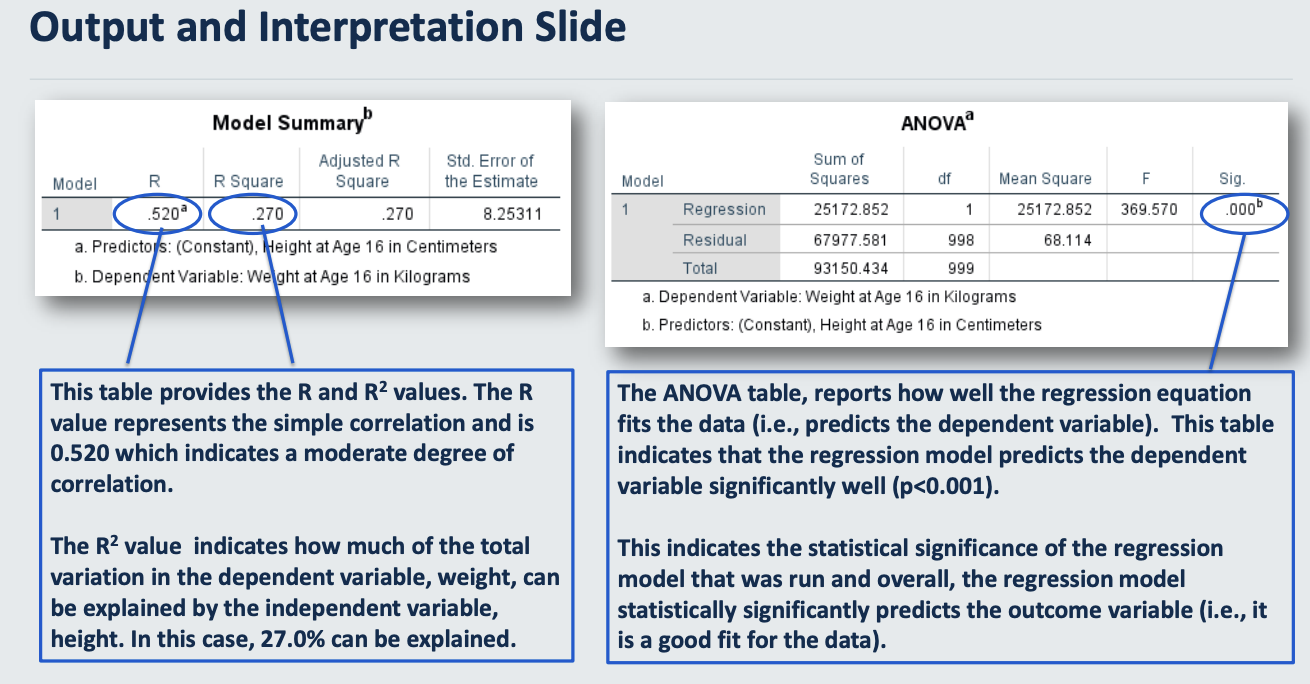 Output and Interpretation Slide
Model Summaryb
Model R R Square Adjusted R Square Std. Error of the Estimate
1 .520a .270 .270 8.25311
a. Predictors: (Constant), Height at Age 16 in Centimeters
b. Dependent Variable: Weight at Age 16 in Kilograms
ANOVAa
Model Sum of Squares df Mean Square F Sig.
1 Regression 25172.852 1 25172.852 369.570 .000b
Residual 67977.581 998 68.114
Total 93150.434 999
a. Dependent Variable: Weight at Age 16 in Kilograms
b. Predictors: (Constant), Height at Age 16 in Centimeters
This table provides the R and R2 values. The R
value represents the simple correlation and is
0.520 which indicates a moderate degree of
correlation.
The R2 value indicates how much of the total
variation in the dependent variable, weight, can
be explained by the independent variable,
height. In this case, 27.0% can be explained.
The ANOVA table, reports how well the regression equation
fits the data (i.e., predicts the dependent variable). This table
indicates that the regression model predicts the dependent
variable significantly well (p<0.001).
This indicates the statistical significance of the regression
model that was run and overall, the regression model
statistically significantly predicts the outcome variable (i.e., it
is a good fit for the data).